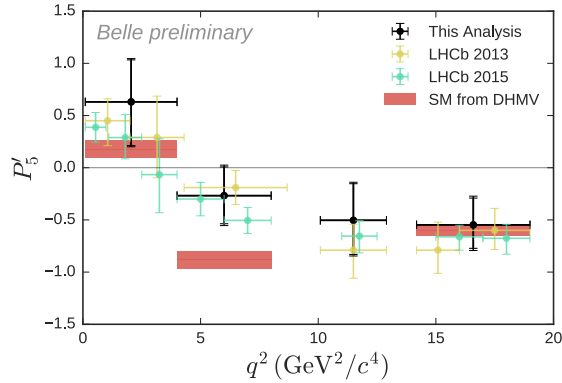 Belle preliminary
This Analysis
LHCb 2013
LHCb 2015
SM from DHMV
1.5
1.0
0.5
0.0
−0.5
−1.0
−1.5
P′5
0 5 10 15 20
q² (GeV²/c⁴)